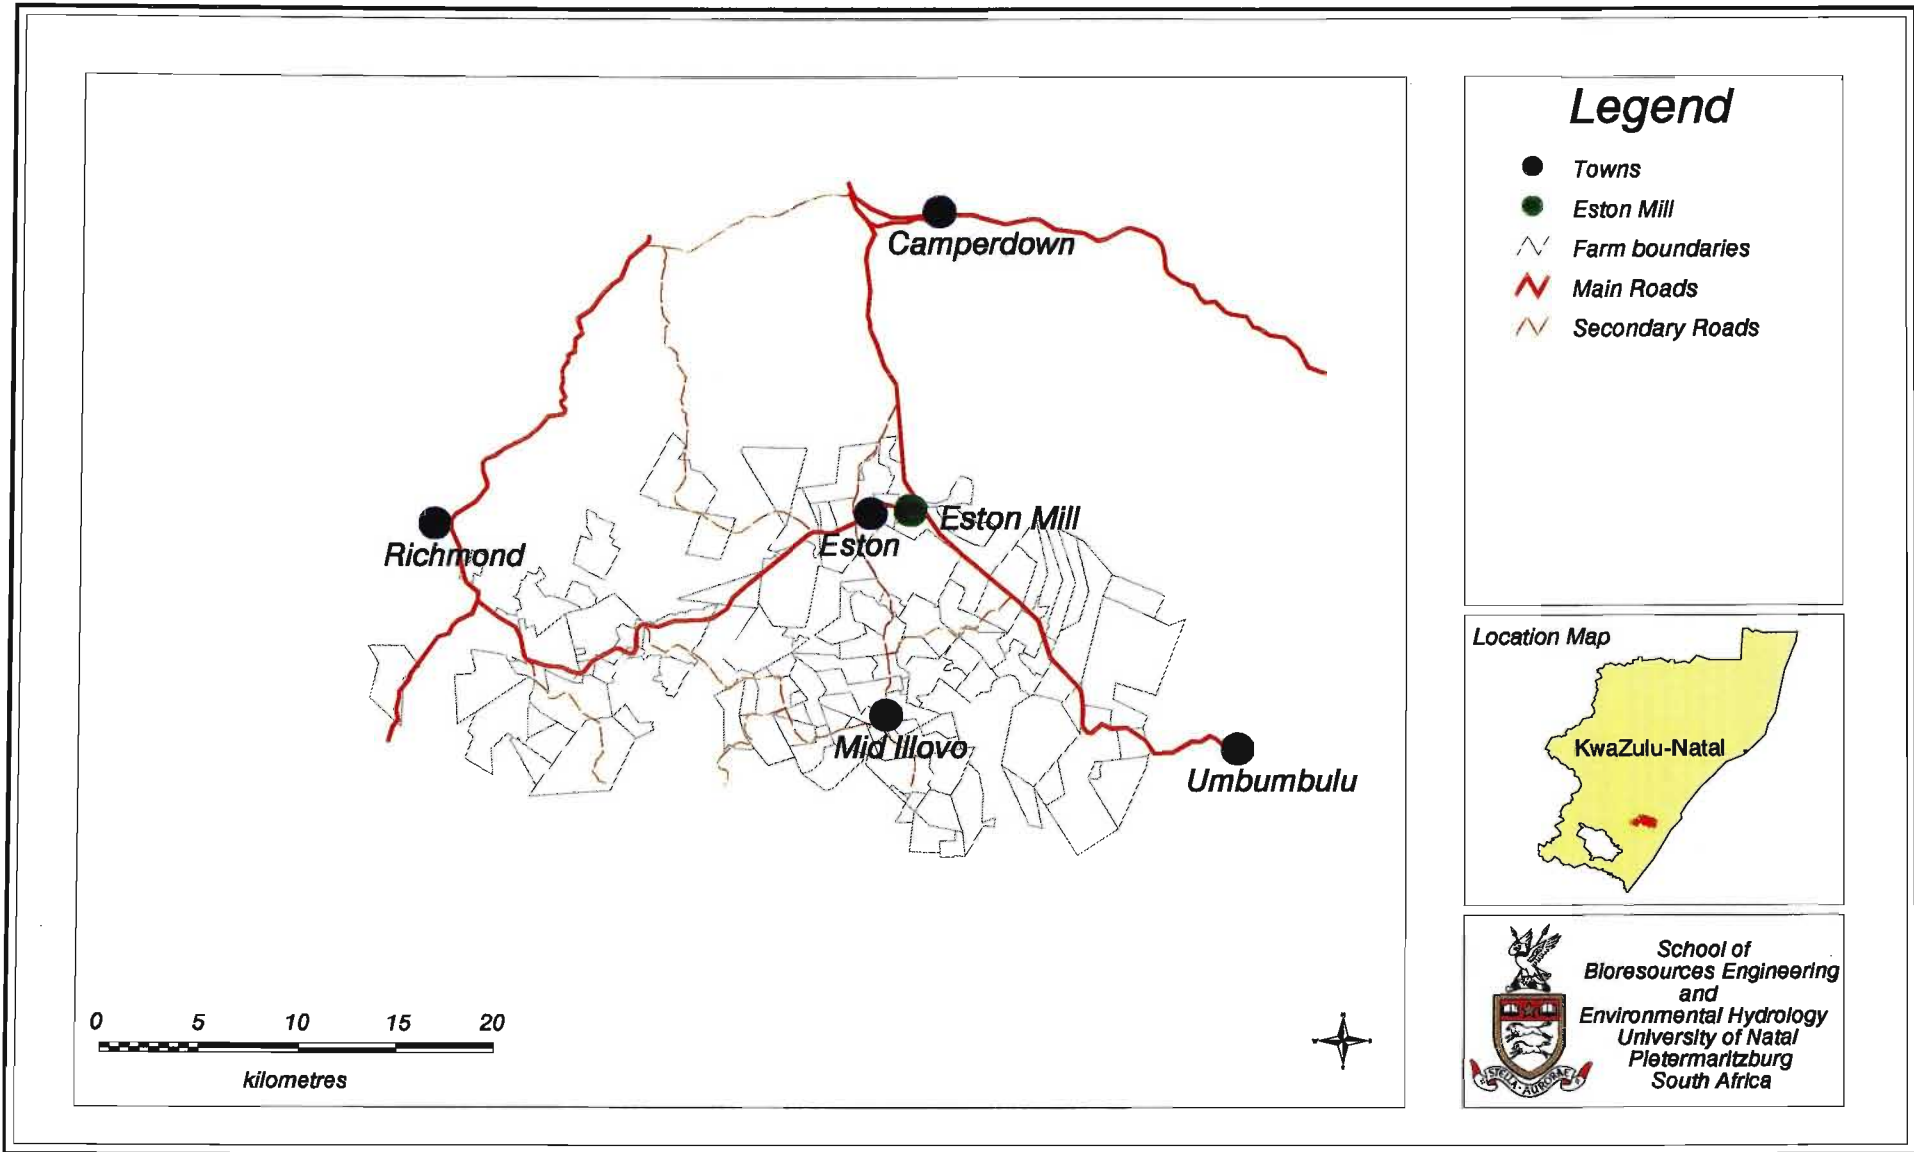 Camperdown
Richmond
Eston Mill
Eston
Mid Illovo
Umbumbulu
0 5 10 15 20
kilometres
Legend
Towns
Eston Mill
Farm boundaries
Main Roads
Secondary Roads
Location Map
KwaZulu-Natal
School of
Bioresources Engineering
and
Environmental Hydrology
University of Natal
Pietermaritzburg
South Africa
STELLA AURORAE